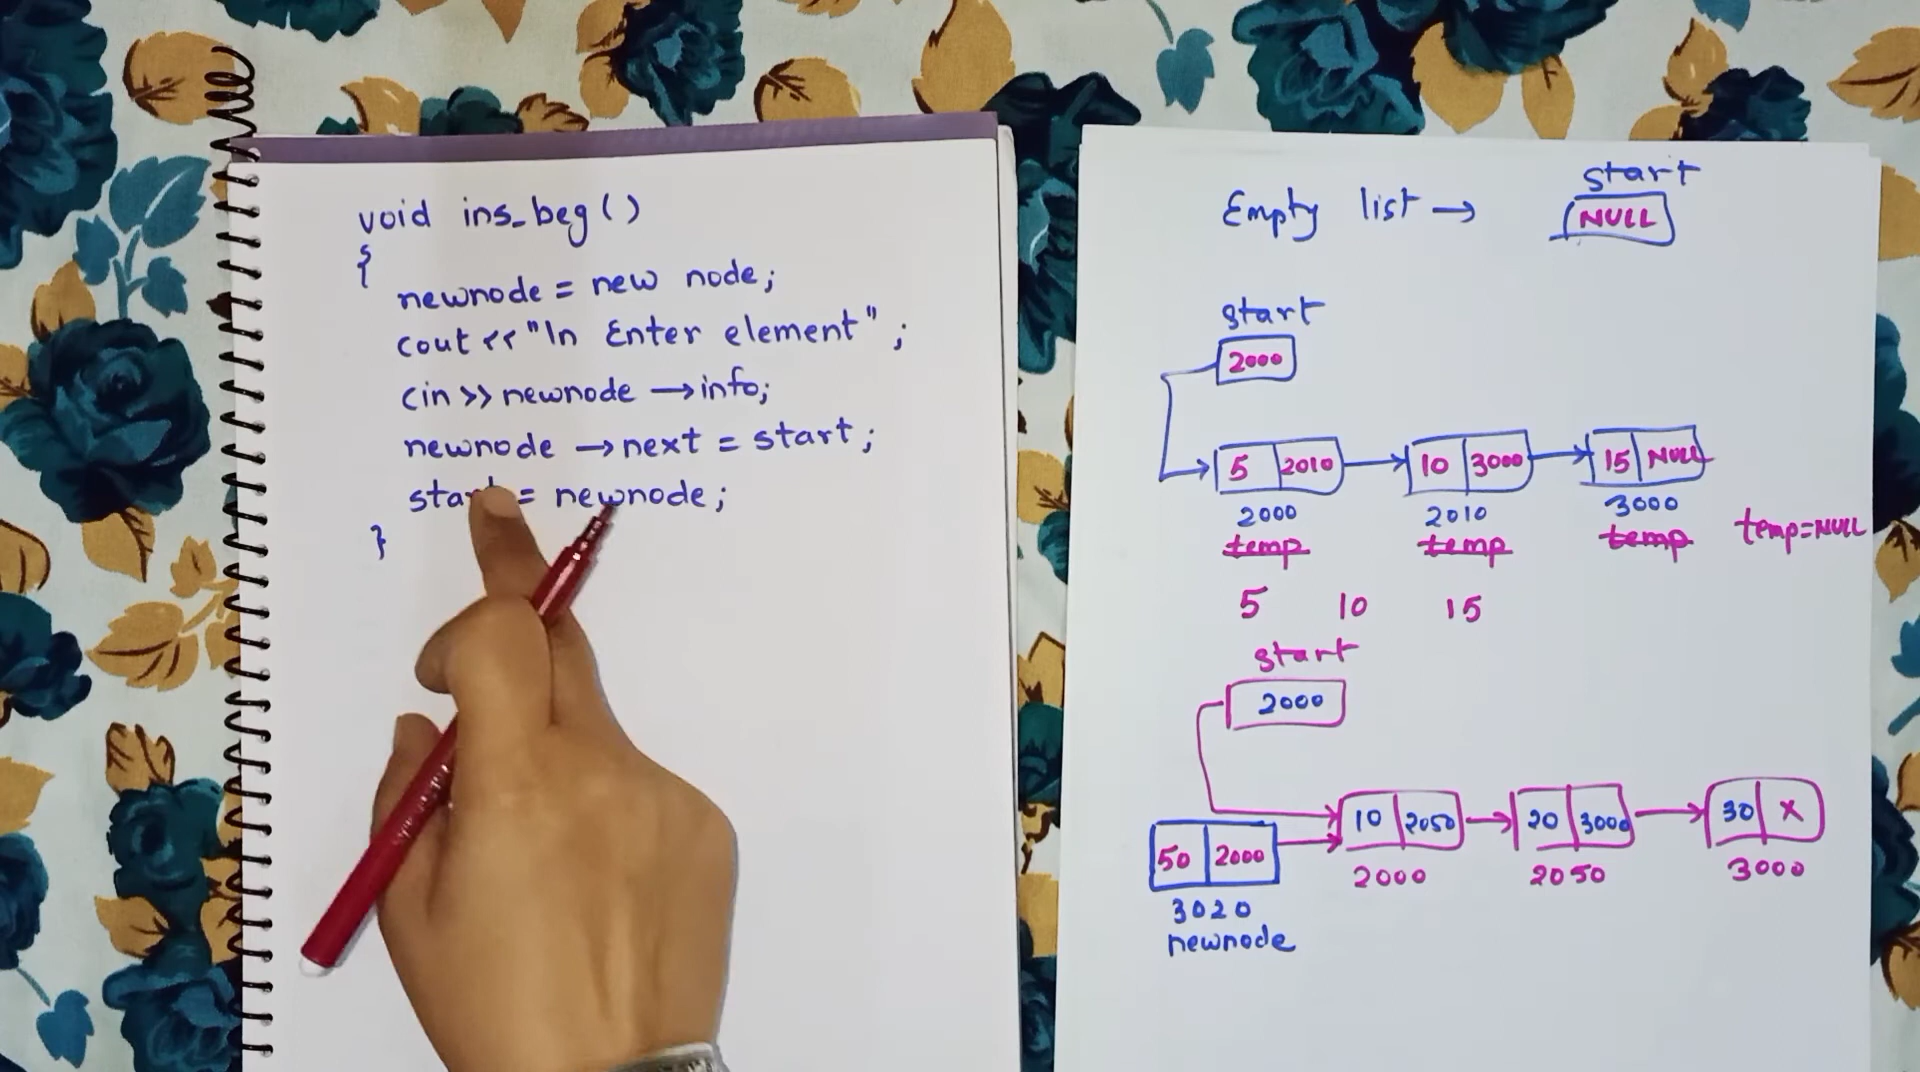 void ins_beg()
{
newnode = new node;
cout << "\n Enter element";
cin >> newnode →info;
newnode →next = start;
start = newnode;
}
Empty list → start
NULL
start
2000
5 2010 10 3000 15 NULL
2000 2010 3000
temp temp temp temp=NULL
5 10 15
start
2000
10 2050 20 3000 30 X
50 2000
2000 2050 3000
3020
newnode